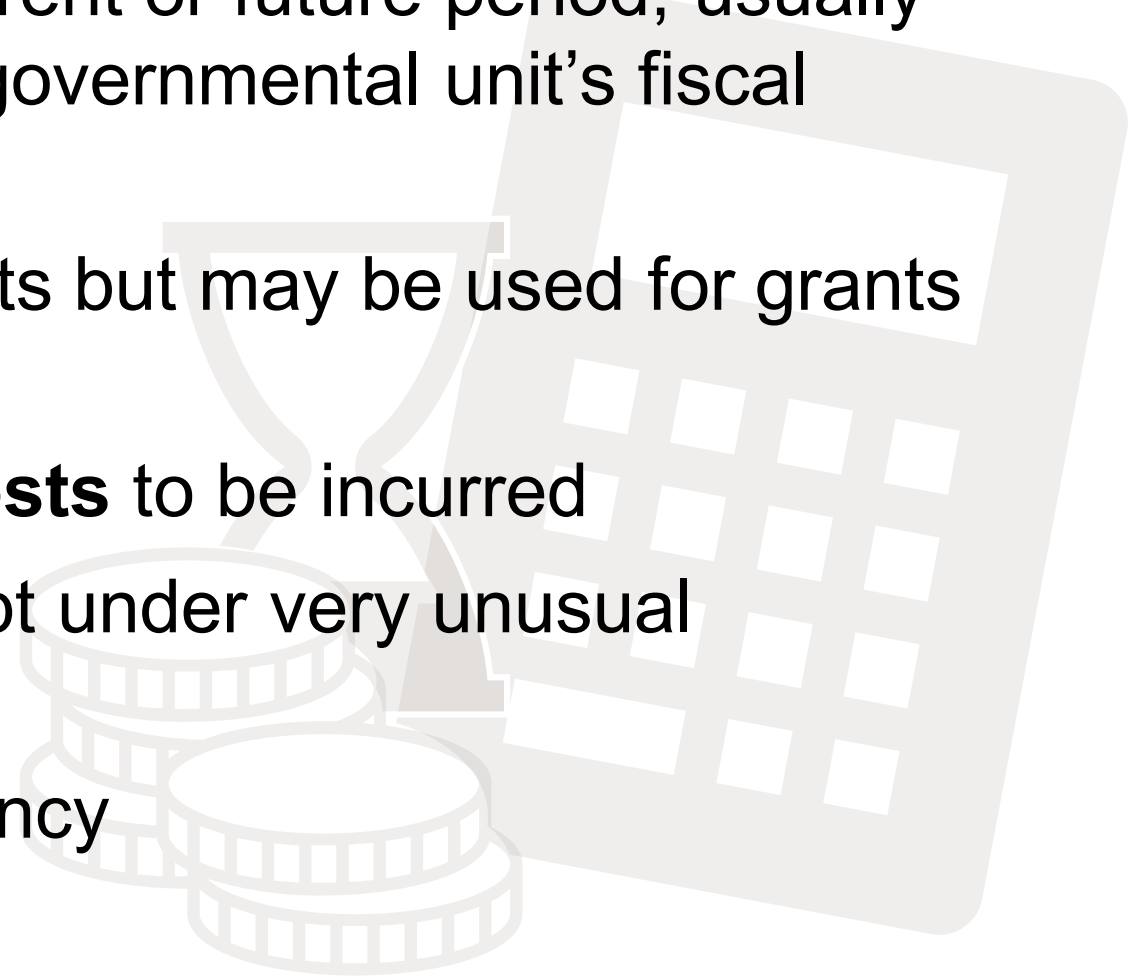 rent or future period, usually
governmental unit's fiscal
ts but may be used for grants
sts to be incurred
ot under very unusual
ncy